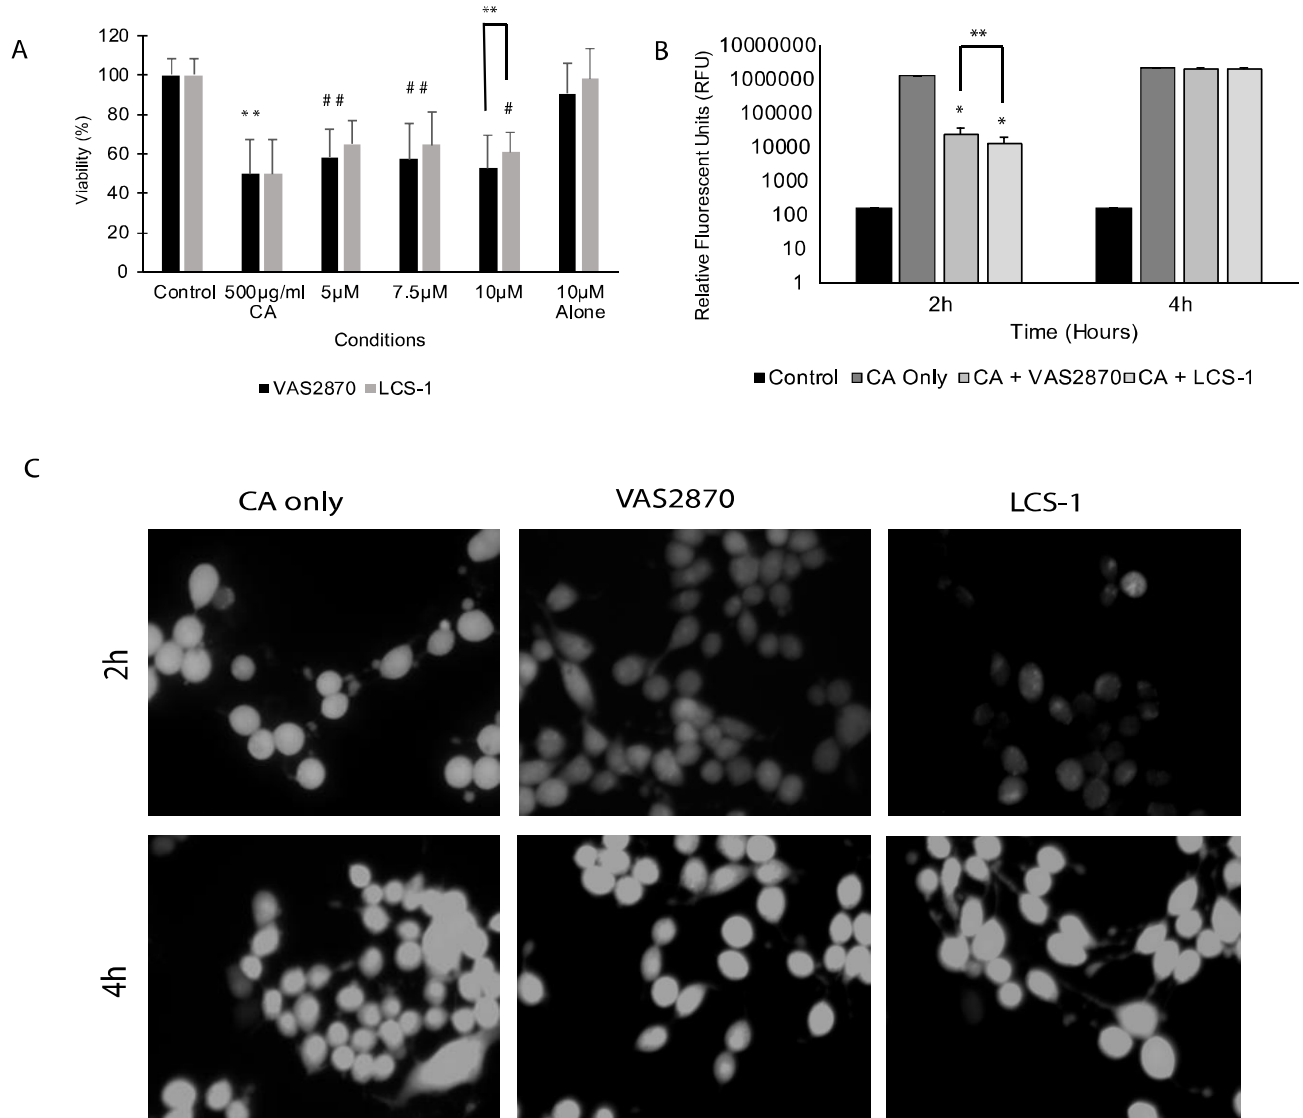 A
Viability (%)
120
100
80
60
40
20
0
**
##
##
**
#
Control 500µg/ml 5µM 7.5µM 10µM 10µM
CA Alone
Conditions
VAS2870 LCS-1
B
Relative Fluorescent Units (RFU)
10000000
1000000
100000
10000
1000
100
10
1
**
*
*
2h 4h
Time (Hours)
Control CA Only CA + VAS2870 CA + LCS-1
C
CA only VAS2870 LCS-1
2h
4h